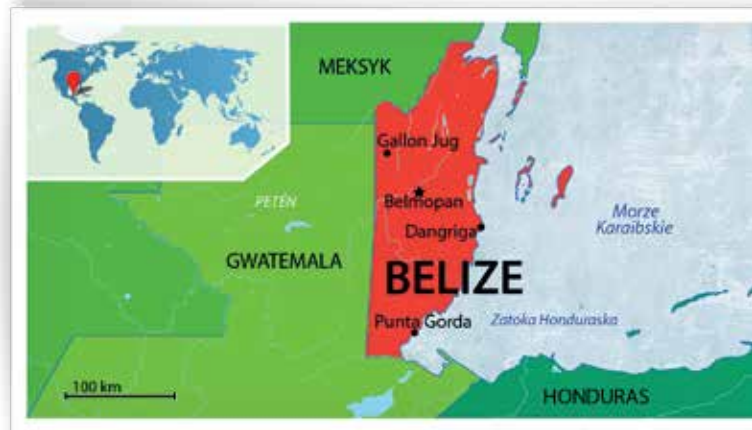 MEKSYK
Gallon Jug
PETÉN
Belmopan
Morze
Karaibskie
Dangriga
GWATEMALA
BELIZE
Punta Gorda
Zatoka Honduraska
100 km
HONDURAS